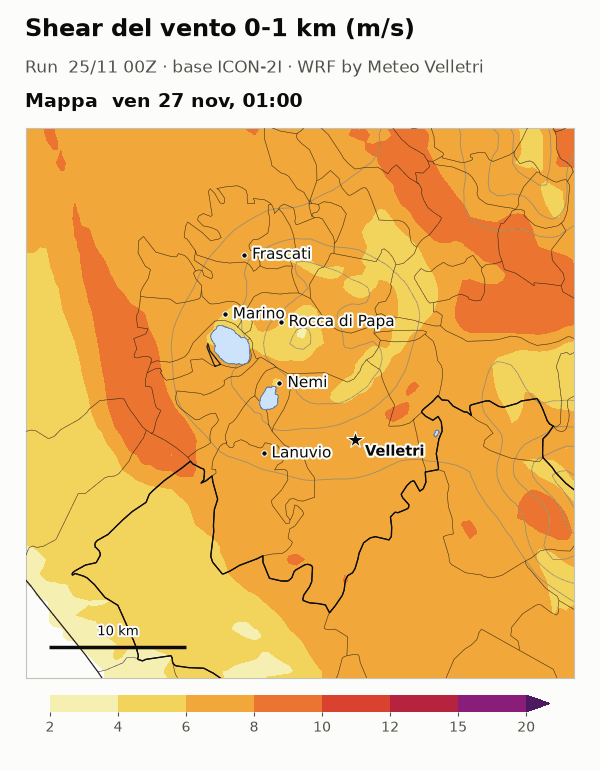 Shear del vento 0-1 km (m/s)
Run  25/11 00Z · base ICON-2I · WRF by Meteo Velletri
Mappa  ven 27 nov, 01:00
Frascati
Marino
Rocca di Papa
Nemi
Velletri
Lanuvio
10 km
2 4 6 8 10 12 15 20